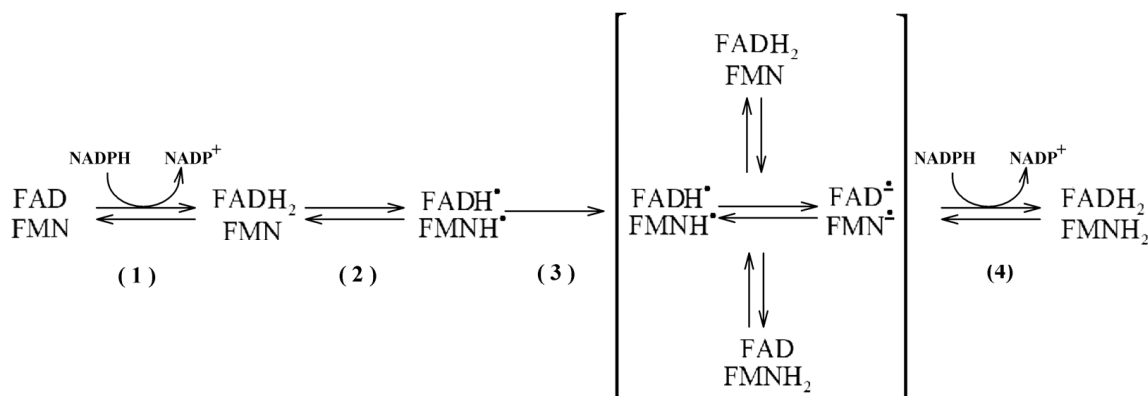 NADPH NADP⁺
FAD
FMN
(1)
FADH₂
FMN
(2)
FADH•
FMNH•
(3)
FADH₂
FMN
FADH• FAD•̲
FMNH• FMN•̲
FAD
FMNH₂
NADPH NADP⁺
(4)
FADH₂
FMNH₂